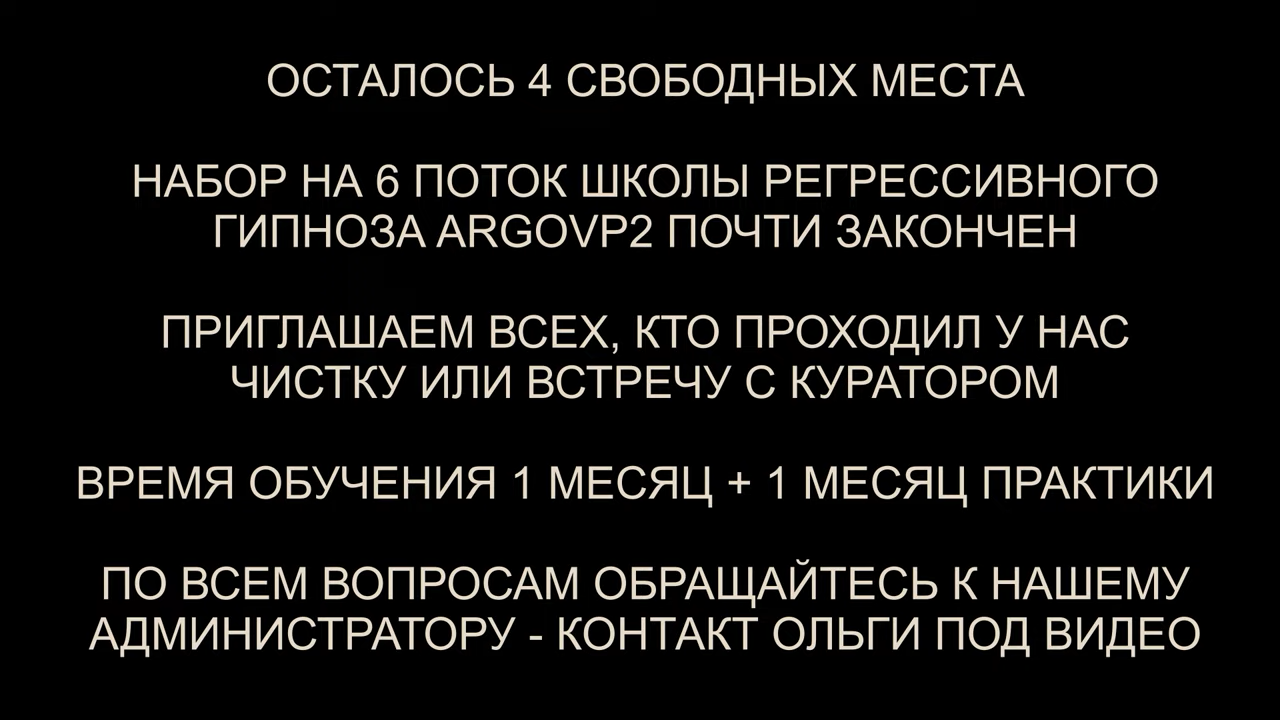 ОСТАЛОСЬ 4 СВОБОДНЫХ МЕСТА
НАБОР НА 6 ПОТОК ШКОЛЫ РЕГРЕССИВНОГО
ГИПНОЗА ARGOVP2 ПОЧТИ ЗАКОНЧЕН
ПРИГЛАШАЕМ ВСЕХ, КТО ПРОХОДИЛ У НАС
ЧИСТКУ ИЛИ ВСТРЕЧУ С КУРАТОРОМ
ВРЕМЯ ОБУЧЕНИЯ 1 МЕСЯЦ + 1 МЕСЯЦ ПРАКТИКИ
ПО ВСЕМ ВОПРОСАМ ОБРАЩАЙТЕСЬ К НАШЕМУ
АДМИНИСТРАТОРУ - КОНТАКТ ОЛЬГИ ПОД ВИДЕО